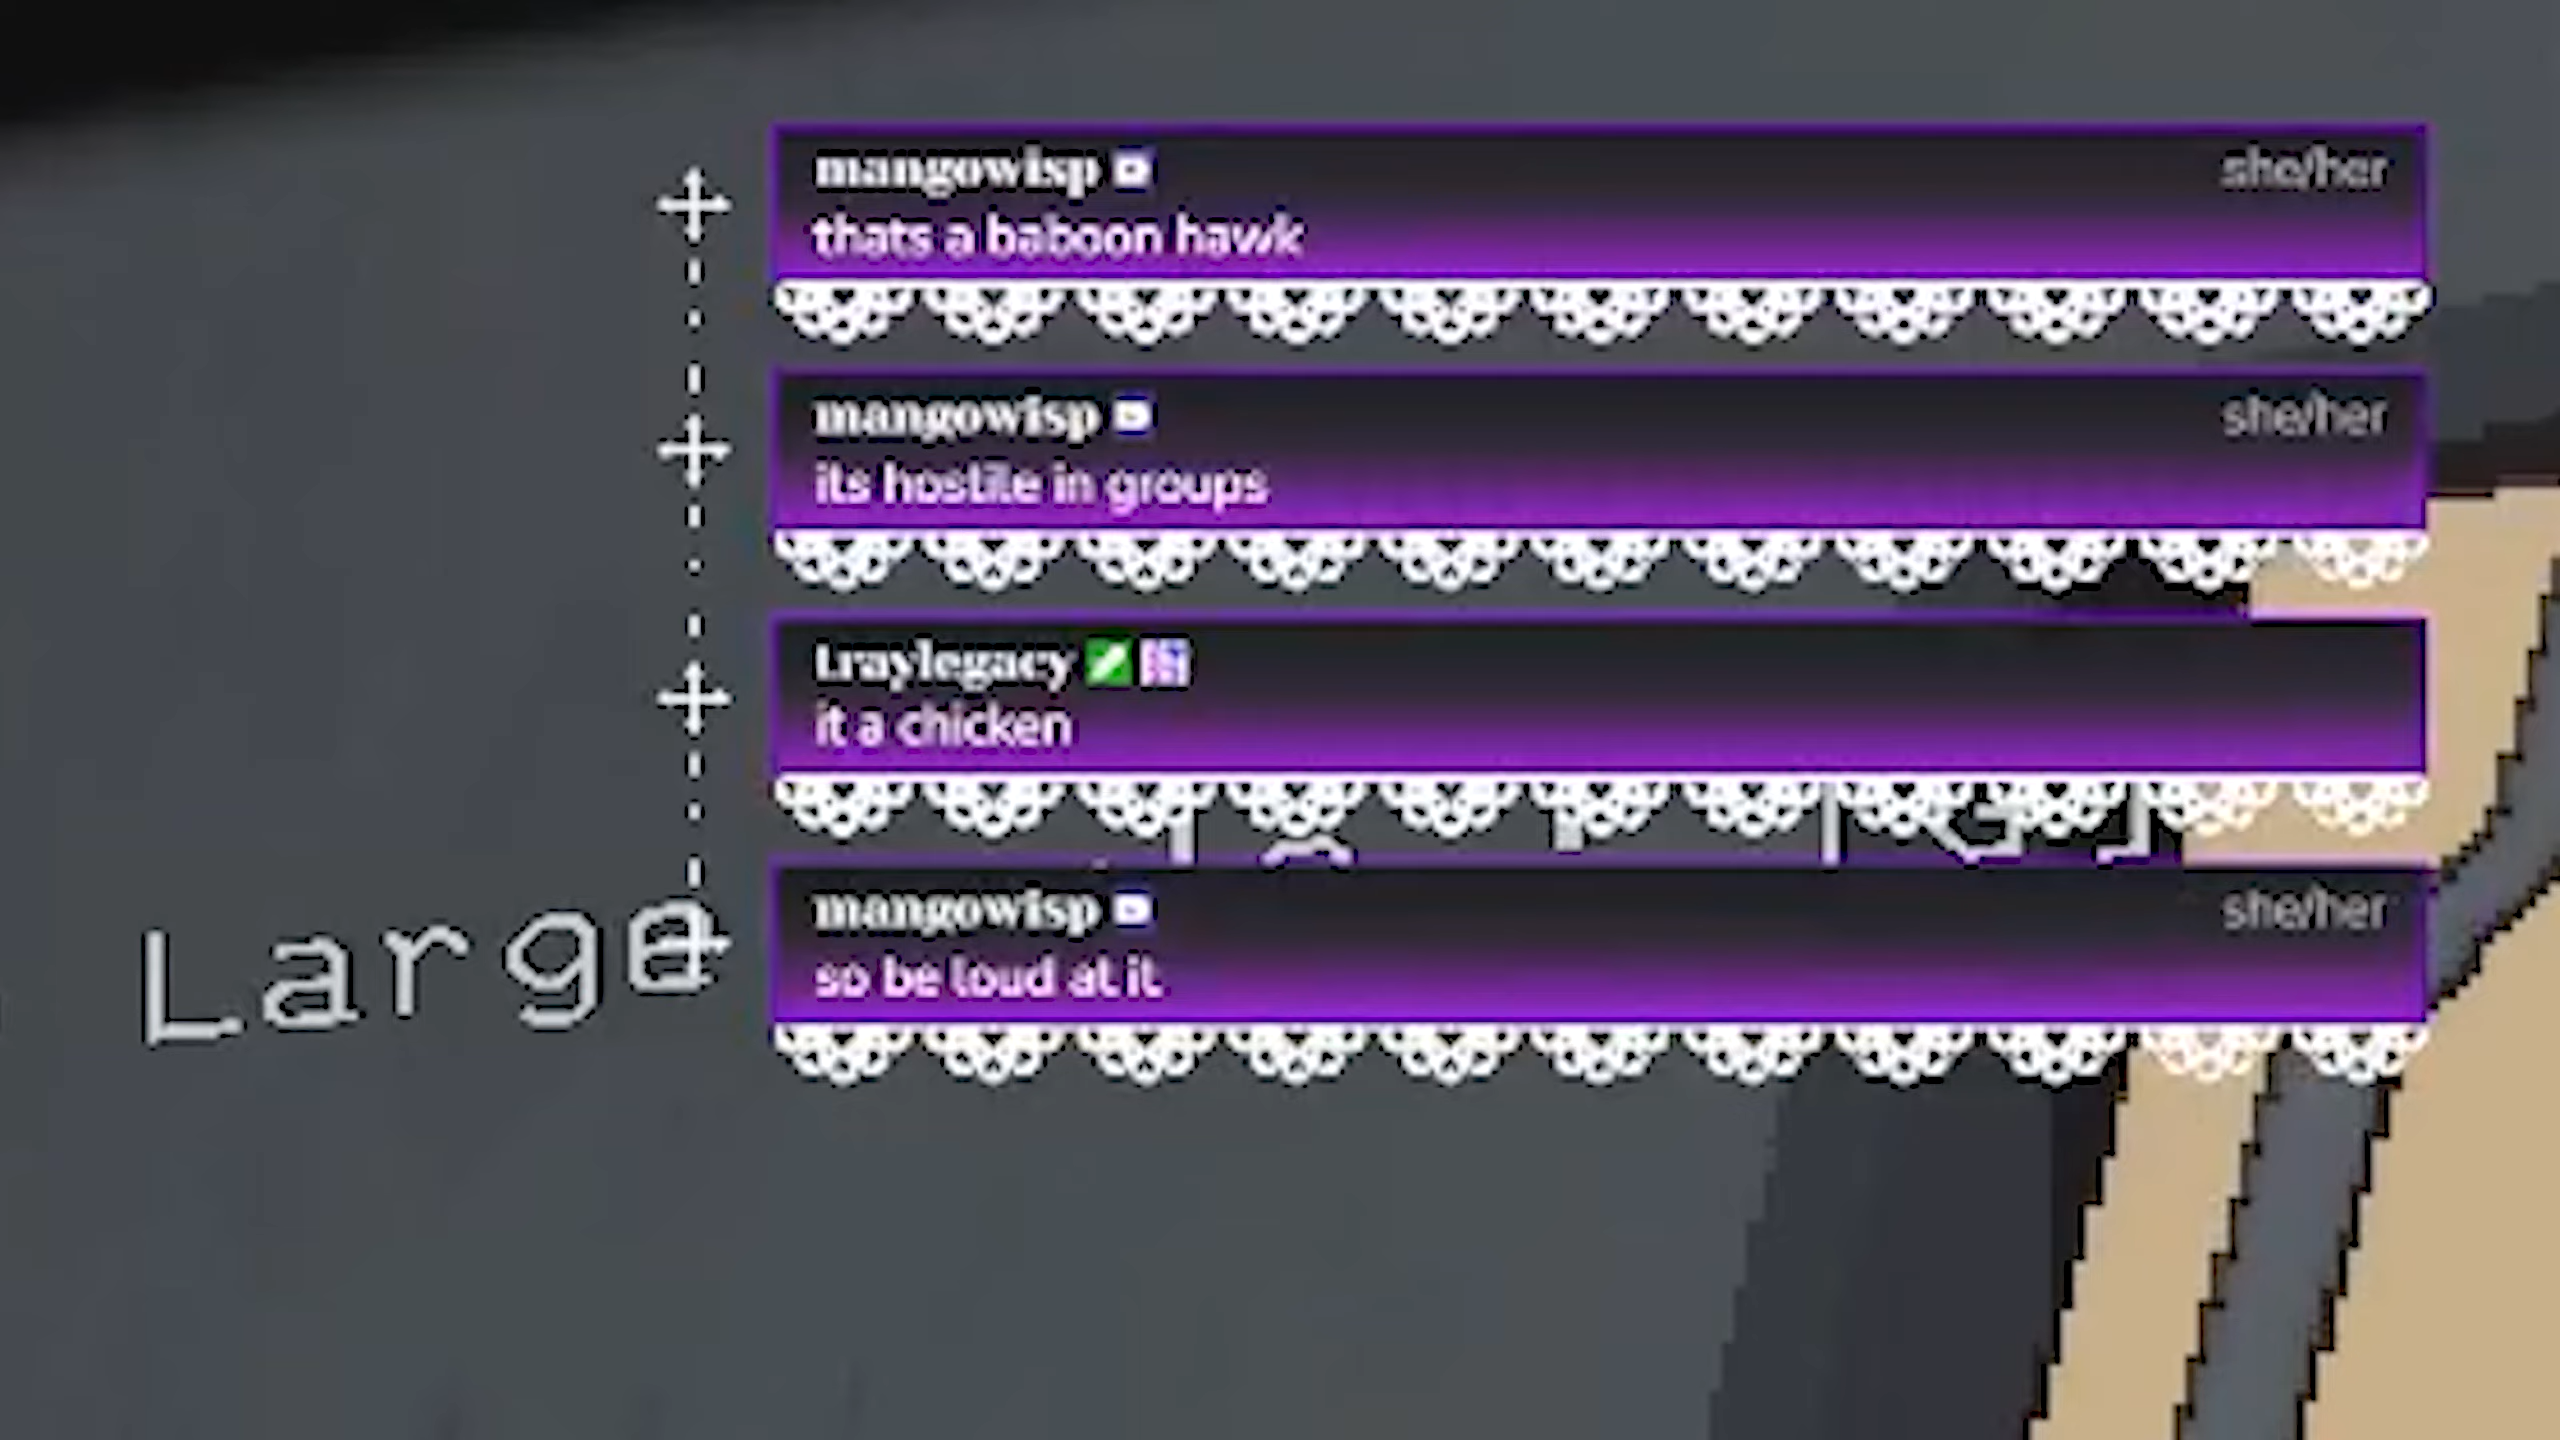 mangowisp she/her
thats a baboon hawk
mangowisp she/her
its hostile in groups
traylegacy
it a chicken
mangowisp she/her
Large
so be loud at it